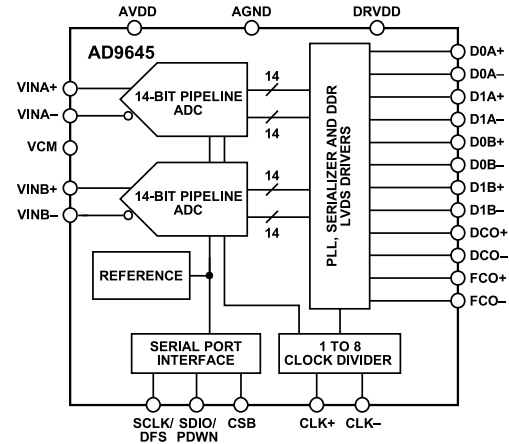 AVDD AGND DRVDD
AD9645
VINA+
VINA–
VCM
VINB+
VINB–
14-BIT PIPELINE
ADC
14
14
14-BIT PIPELINE
ADC
14
14
REFERENCE
PLL, SERIALIZER AND DDR
LVDS DRIVERS
SERIAL PORT
INTERFACE
1 TO 8
CLOCK DIVIDER
D0A+
D0A–
D1A+
D1A–
D0B+
D0B–
D1B+
D1B–
DCO+
DCO–
FCO+
FCO–
SCLK/
DFS
SDIO/
PDWN
CSB
CLK+
CLK–